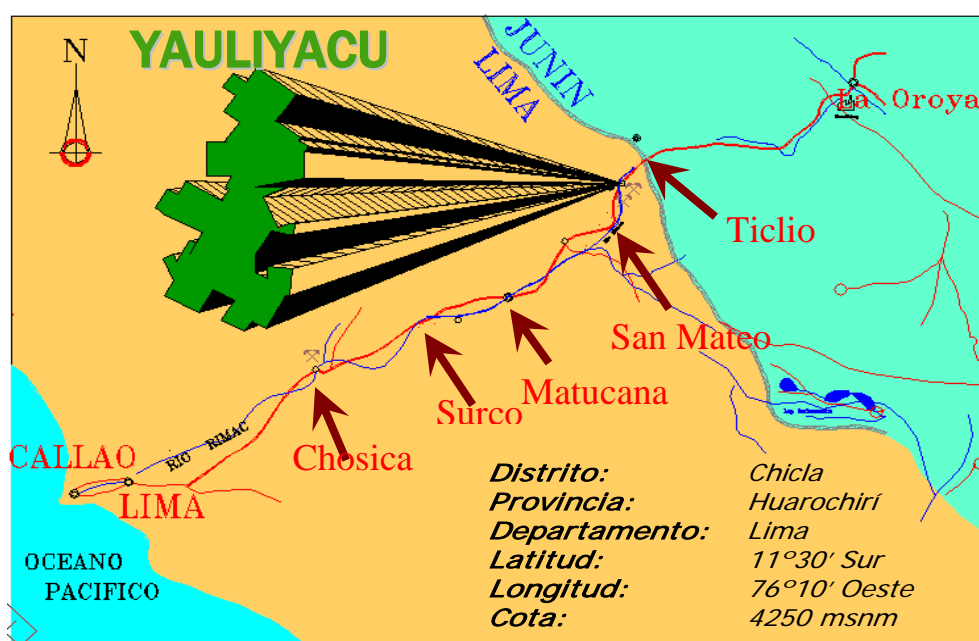 N
YAULIYACU
JUNIN
LIMA
La Oroya
Ticlio
San Mateo
Matucana
Surco
Chosica
RIO RIMAC
CALLAO
LIMA
OCEANO
PACIFICO
Distrito: Chicla
Provincia: Huarochirí
Departamento: Lima
Latitud: 11°30' Sur
Longitud: 76°10' Oeste
Cota: 4250 msnm